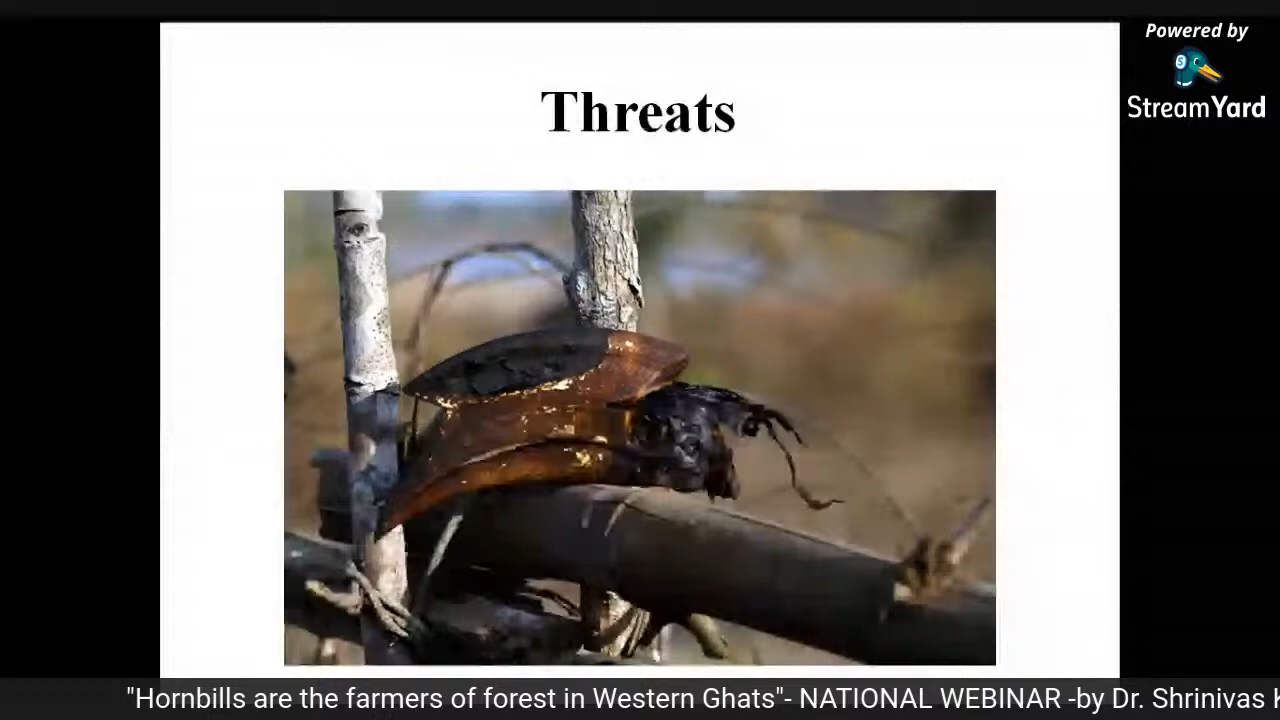 Powered by
StreamYard
Threats
"Hornbills are the farmers of forest in Western Ghats"- NATIONAL WEBINAR -by Dr. Shrinivas K